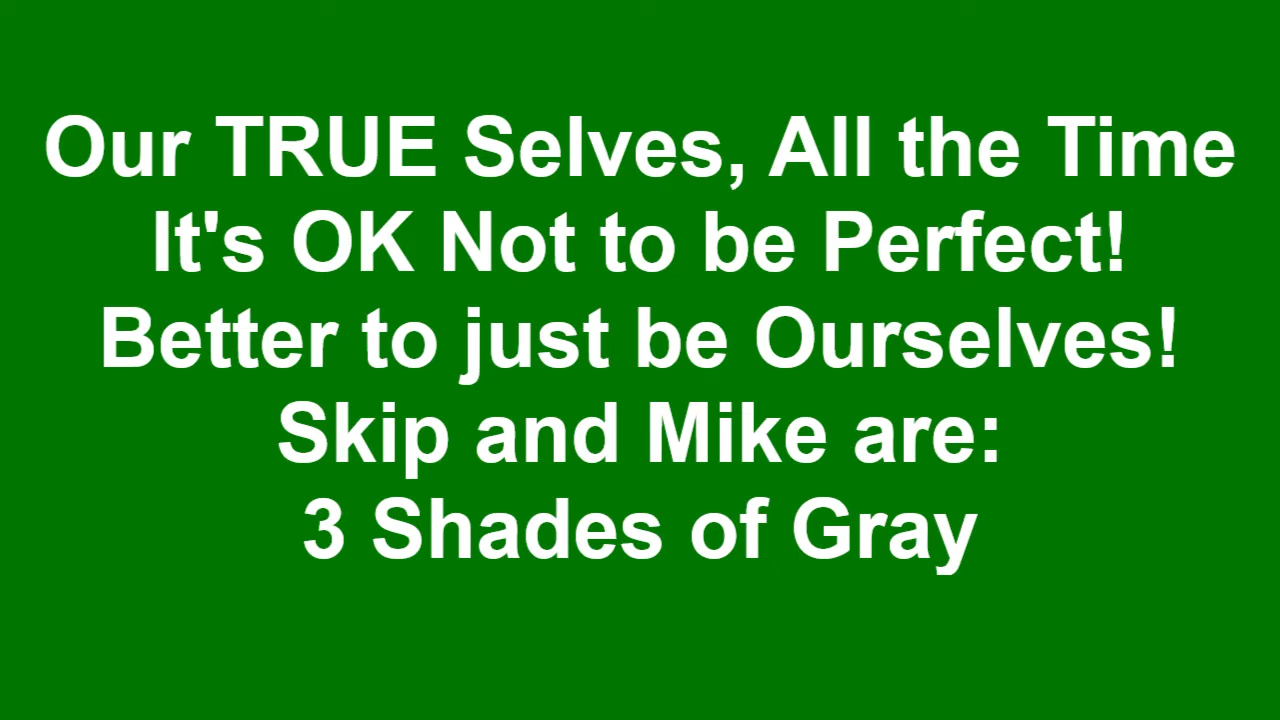 Our TRUE Selves, All the Time
It's OK Not to be Perfect!
Better to just be Ourselves!
Skip and Mike are:
3 Shades of Gray